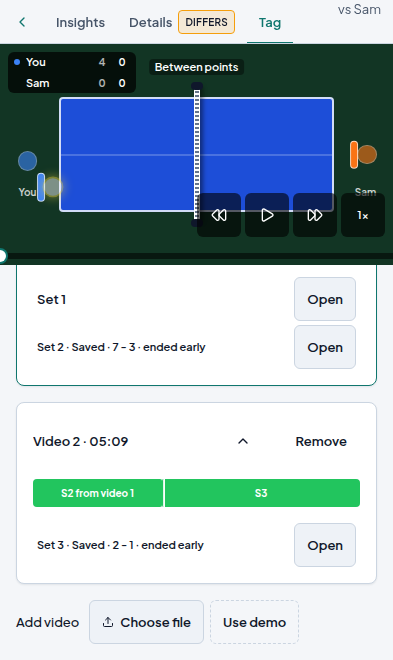 vs Sam
Insights Details DIFFERS Tag
You 4 0
Sam 0 0
Between points
You
Sam
1×
Set 1 Open
Set 2 · Saved · 7 – 3 · ended early Open
Video 2 · 05:09 Remove
S2 from video 1 S3
Set 3 · Saved · 2 – 1 · ended early Open
Add video Choose file Use demo